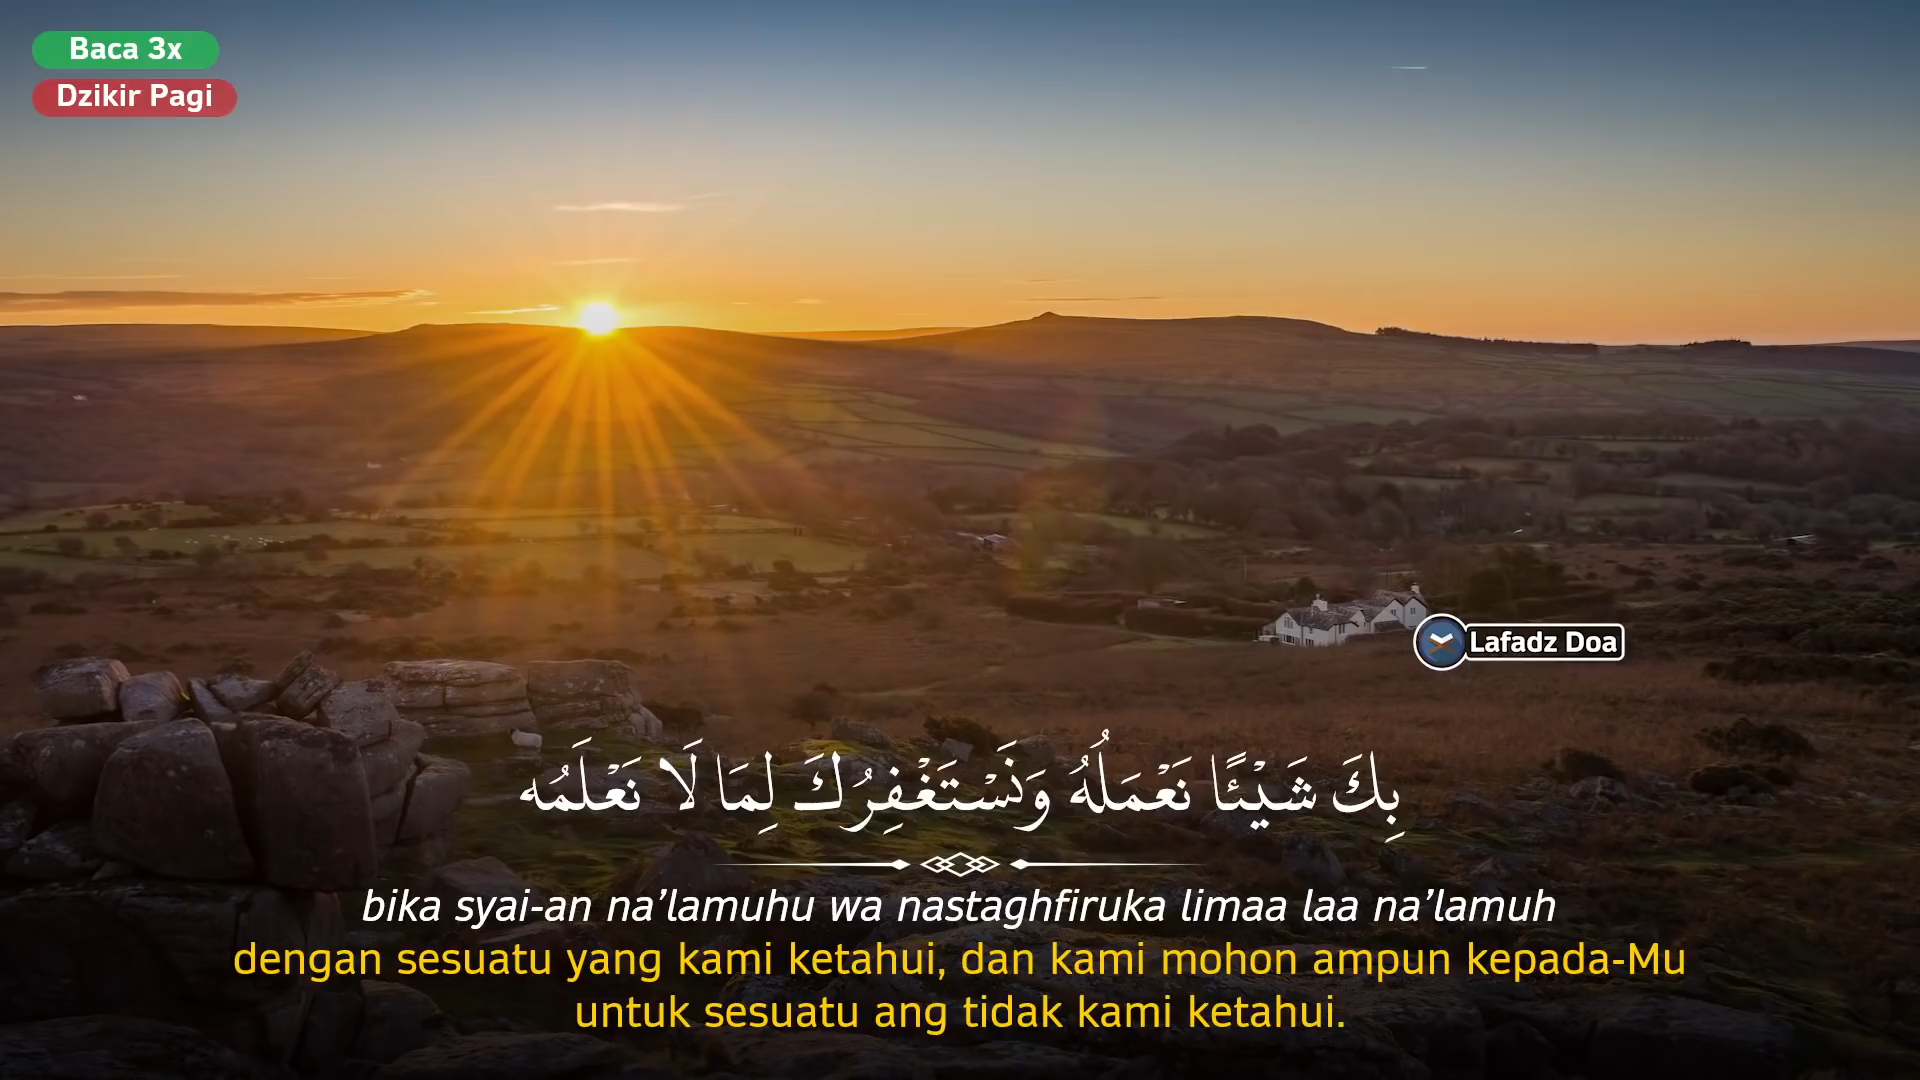 Baca 3x
Dzikir Pagi
Lafadz Doa
بِكَ شَيْئًا نَعْمَلُهُ وَنَسْتَغْفِرُكَ لِمَا لَا نَعْلَمُه
bika syai-an na’lamuhu wa nastaghfiruka limaa laa na’lamuh
dengan sesuatu yang kami ketahui, dan kami mohon ampun kepada-Mu
untuk sesuatu ang tidak kami ketahui.